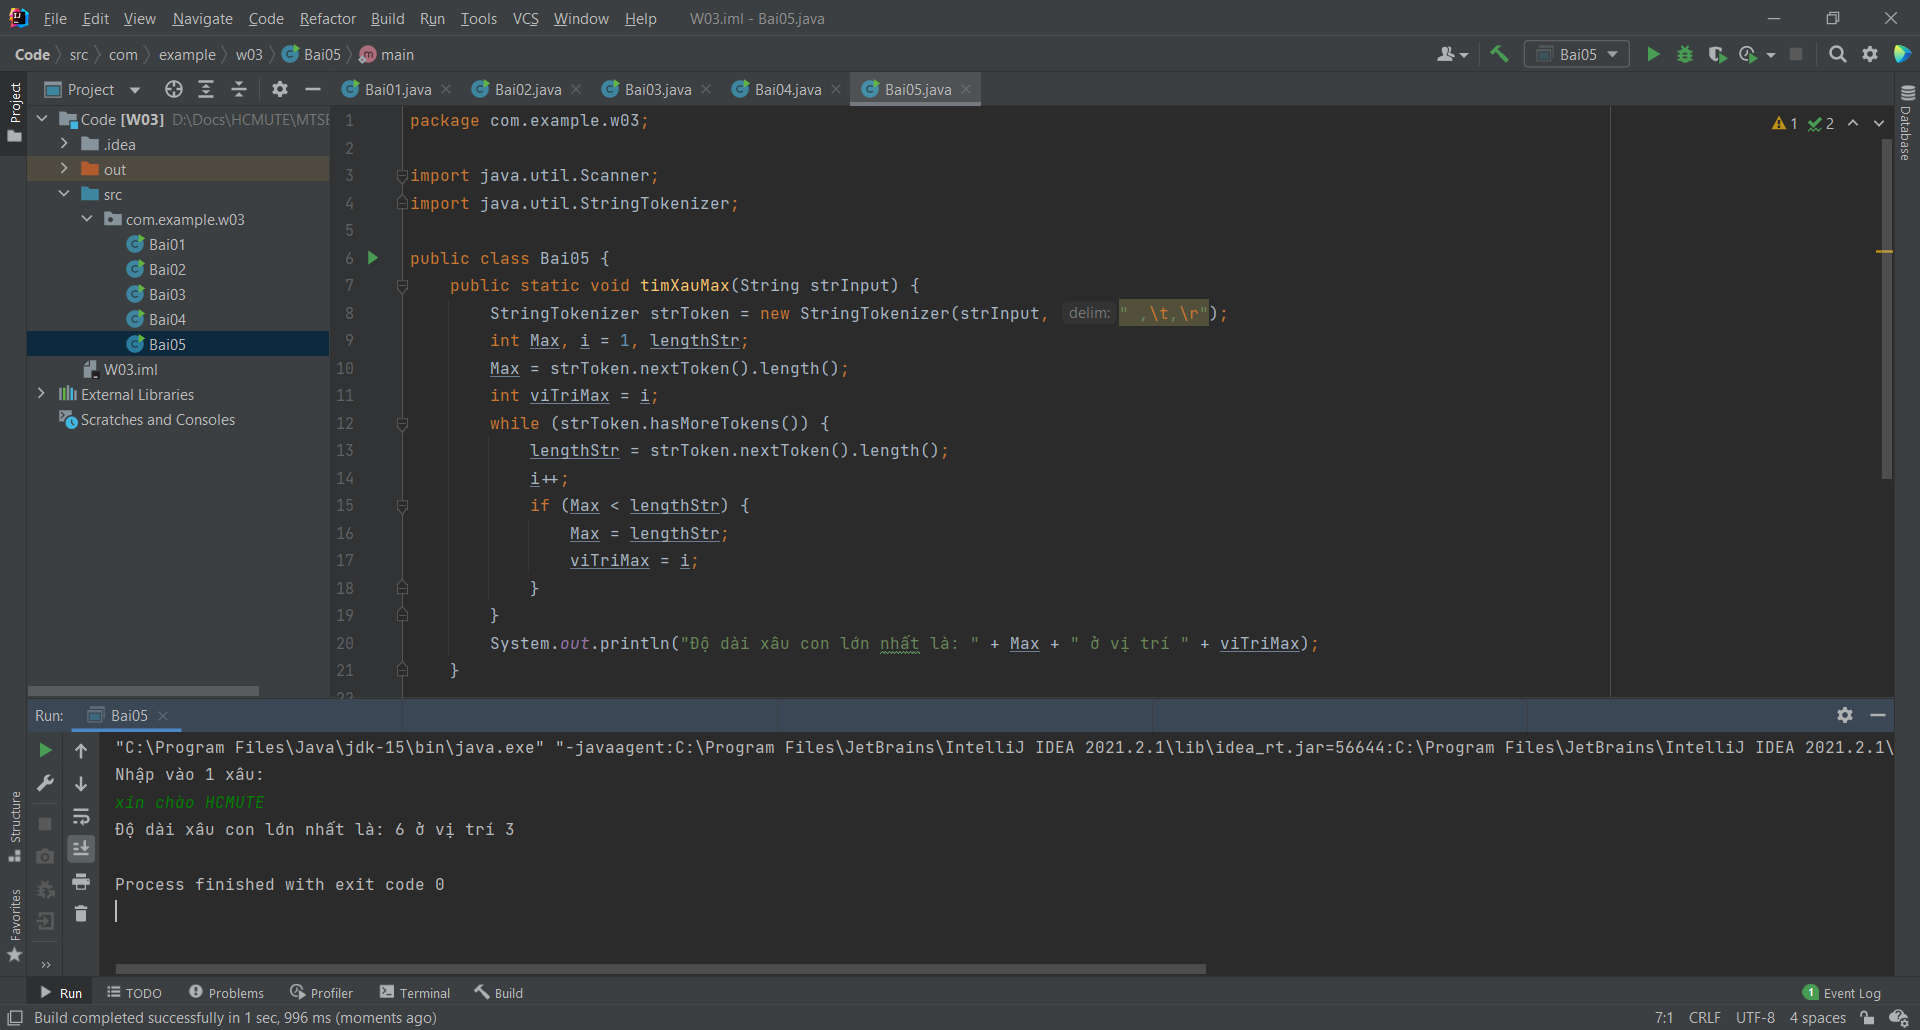 File Edit View Navigate Code Refactor Build Run Tools VCS Window Help W03.iml - Bai05.java
Code src com example w03 Bai05 main Bai05
Project Bai01.java Bai02.java Bai03.java Bai04.java Bai05.java
Project
Database
Code [W03] D:\Docs\HCMUTE\MTSE
.idea
out
src
com.example.w03
Bai01
Bai02
Bai03
Bai04
Bai05
W03.iml
External Libraries
Scratches and Consoles
1 2
1 package com.example.w03;
2
3 import java.util.Scanner;
4 import java.util.StringTokenizer;
5
6 public class Bai05 {
7 public static void timXauMax(String strInput) {
8 StringTokenizer strToken = new StringTokenizer(strInput, delim: " ,\t,\r");
9 int Max, i = 1, lengthStr;
10 Max = strToken.nextToken().length();
11 int viTriMax = i;
12 while (strToken.hasMoreTokens()) {
13 lengthStr = strToken.nextToken().length();
14 i++;
15 if (Max < lengthStr) {
16 Max = lengthStr;
17 viTriMax = i;
18 }
19 }
20 System.out.println("Độ dài xâu con lớn nhất là: " + Max + " ở vị trí " + viTriMax);
21 }
22
Run: Bai05
"C:\Program Files\Java\jdk-15\bin\java.exe" "-javaagent:C:\Program Files\JetBrains\IntelliJ IDEA 2021.2.1\lib\idea_rt.jar=56644:C:\Program Files\JetBrains\IntelliJ IDEA 2021.2.1\
Nhập vào 1 xâu:
xin chào HCMUTE
Độ dài xâu con lớn nhất là: 6 ở vị trí 3
Process finished with exit code 0
Structure
Favorites
Run TODO Problems Profiler Terminal Build 1 Event Log
Build completed successfully in 1 sec, 996 ms (moments ago) 7:1 CRLF UTF-8 4 spaces